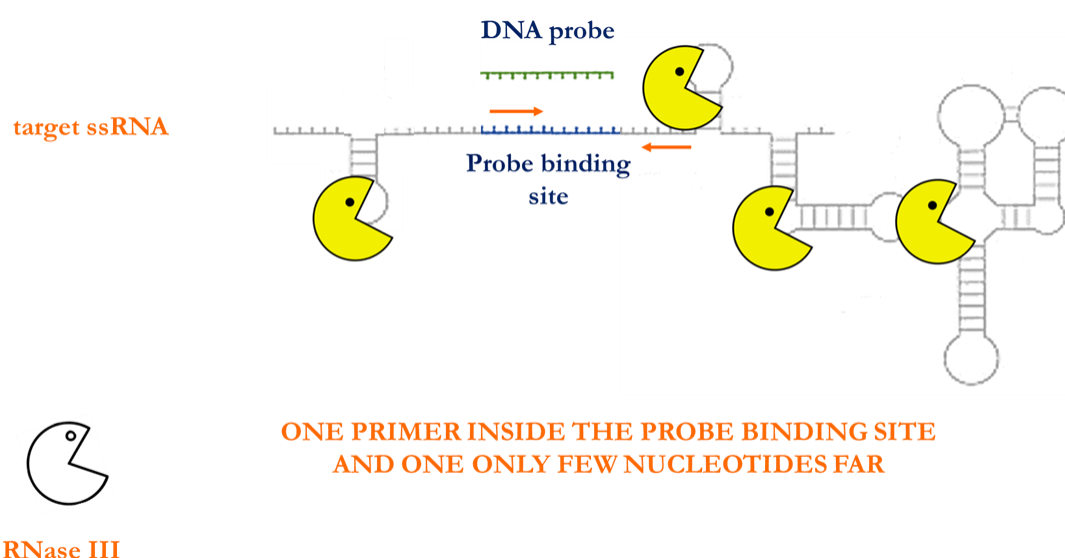 DNA probe
target ssRNA
Probe binding
site
ONE PRIMER INSIDE THE PROBE BINDING SITE
AND ONE ONLY FEW NUCLEOTIDES FAR
RNase III